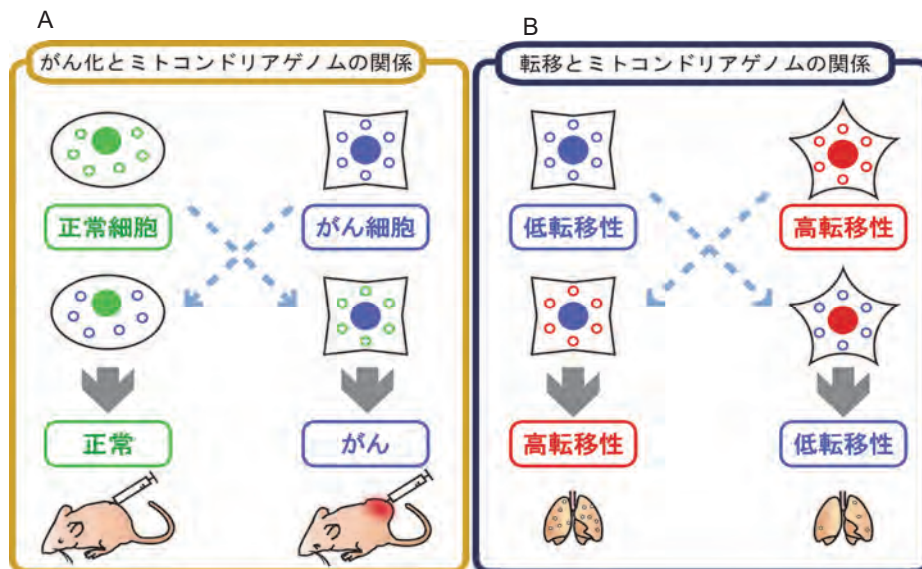 A
B
がん化とミトコンドリアゲノムの関係
転移とミトコンドリアゲノムの関係
正常細胞
がん細胞
低転移性
高転移性
正常
がん
高転移性
低転移性